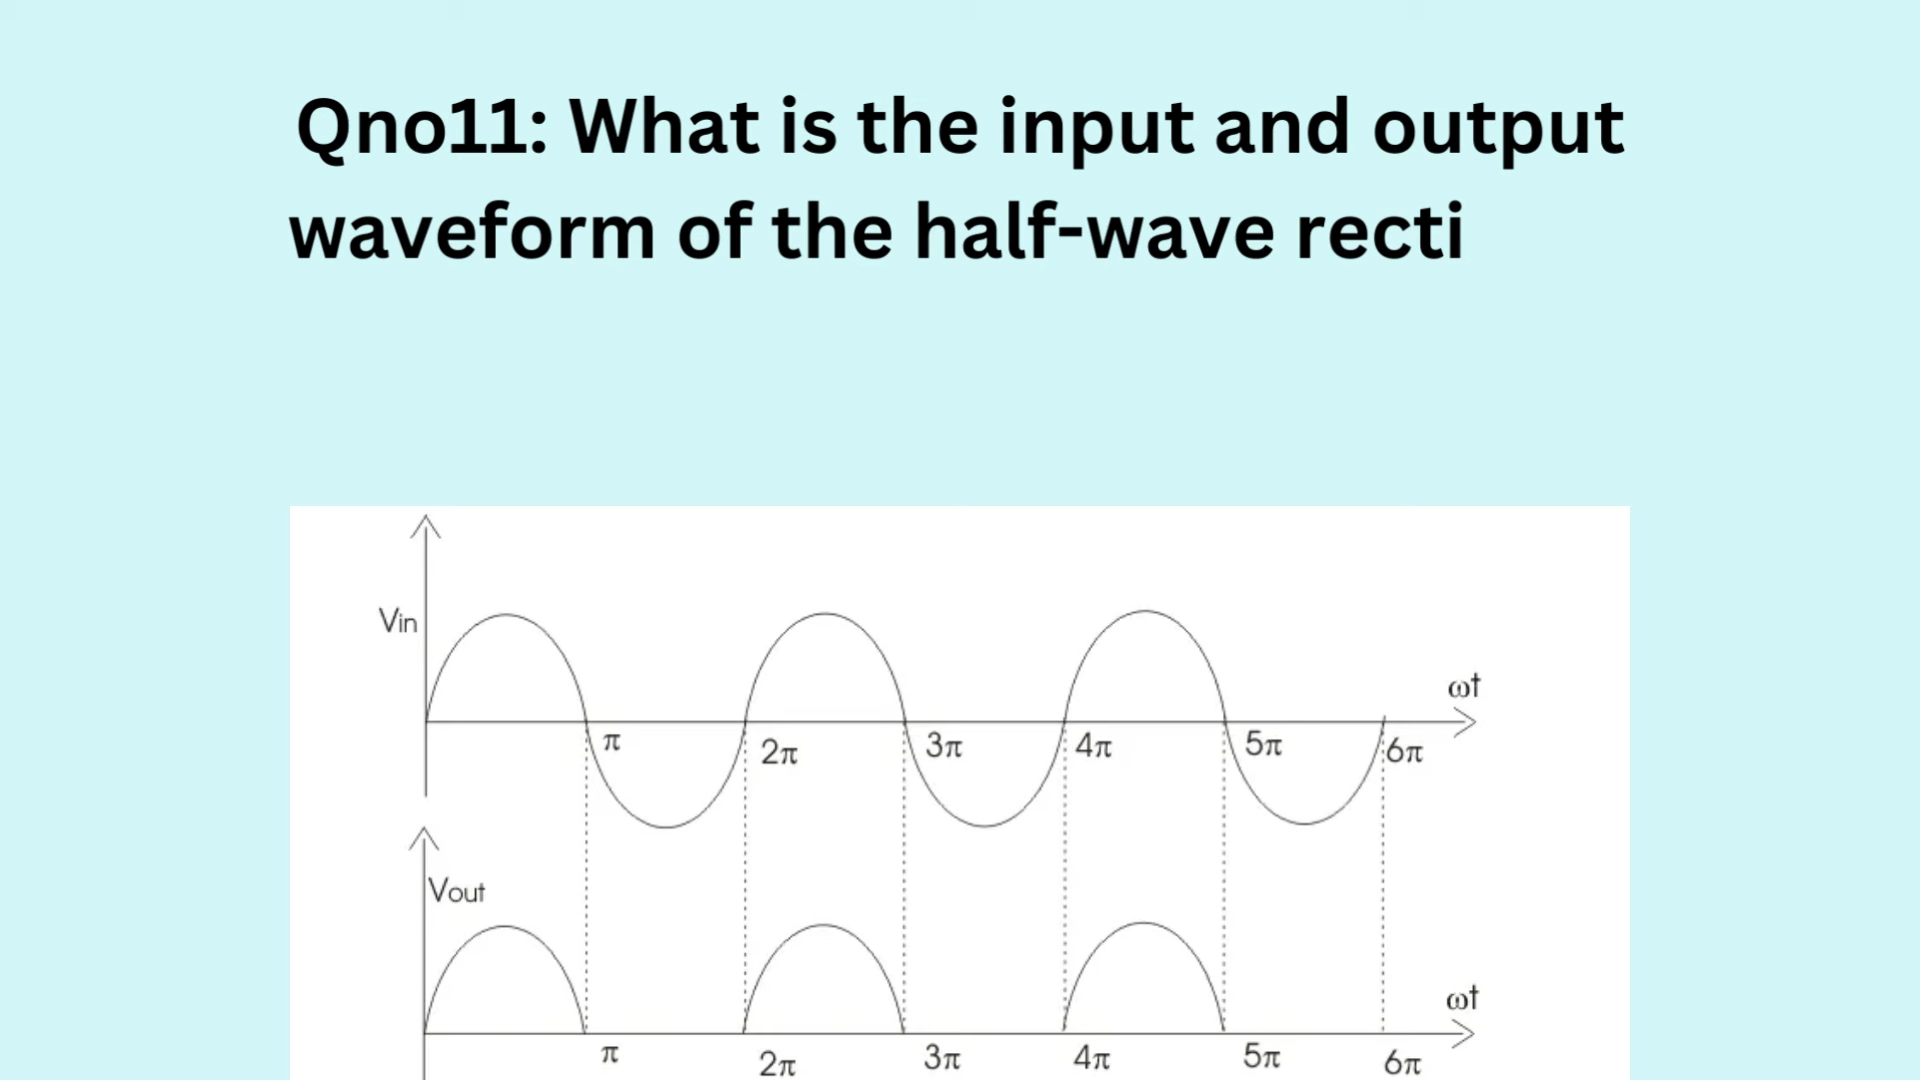 Qno11: What is the input and output
waveform of the half-wave recti
Vin
ωt
π 2π 3π 4π 5π 6π
Vout
ωt
π 2π 3π 4π 5π 6π